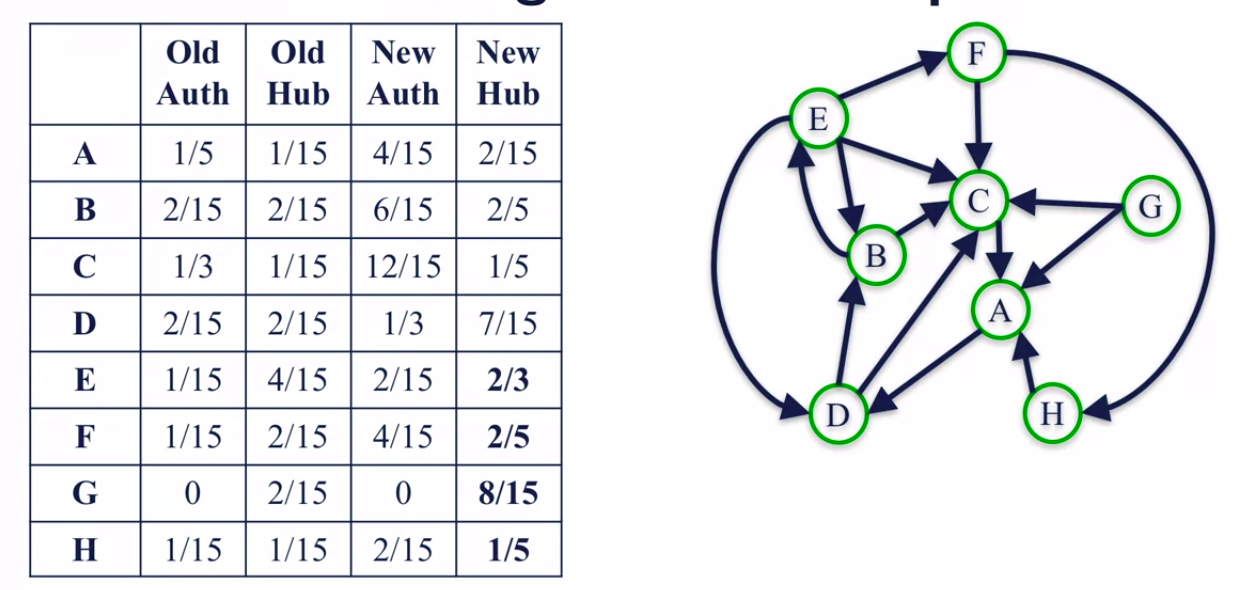 Old Auth Old Hub New Auth New Hub
A 1/5 1/15 4/15 2/15
B 2/15 2/15 6/15 2/5
C 1/3 1/15 12/15 1/5
D 2/15 2/15 1/3 7/15
E 1/15 4/15 2/15 2/3
F 1/15 2/15 4/15 2/5
G 0 2/15 0 8/15
H 1/15 1/15 2/15 1/5
F
E
C
G
B
A
D
H